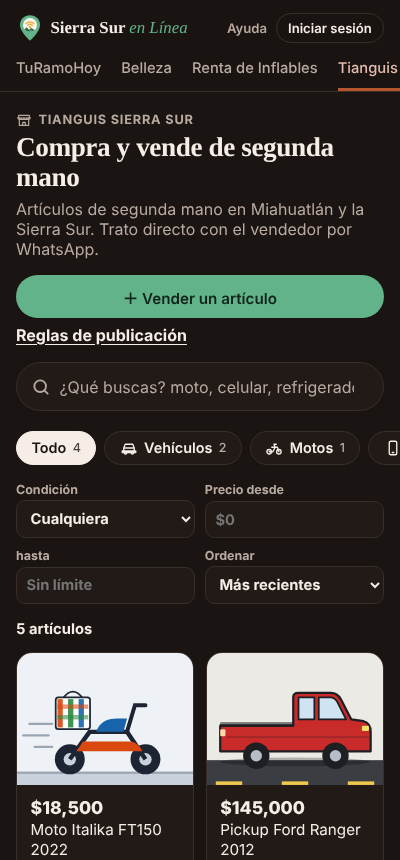 Sierra Sur en Línea
Ayuda
Iniciar sesión
TuRamoHoy
Belleza
Renta de Inflables
Tianguis
TIANGUIS SIERRA SUR
Compra y vende de segunda
mano
Artículos de segunda mano en Miahuatlán y la
Sierra Sur. Trato directo con el vendedor por
WhatsApp.
+ Vender un artículo
Reglas de publicación
¿Qué buscas? moto, celular, refrigerad
Todo 4
Vehículos 2
Motos 1
Condición
Precio desde
Cualquiera
$0
hasta
Ordenar
Sin límite
Más recientes
5 artículos
$18,500
Moto Italika FT150
2022
$145,000
Pickup Ford Ranger
2012